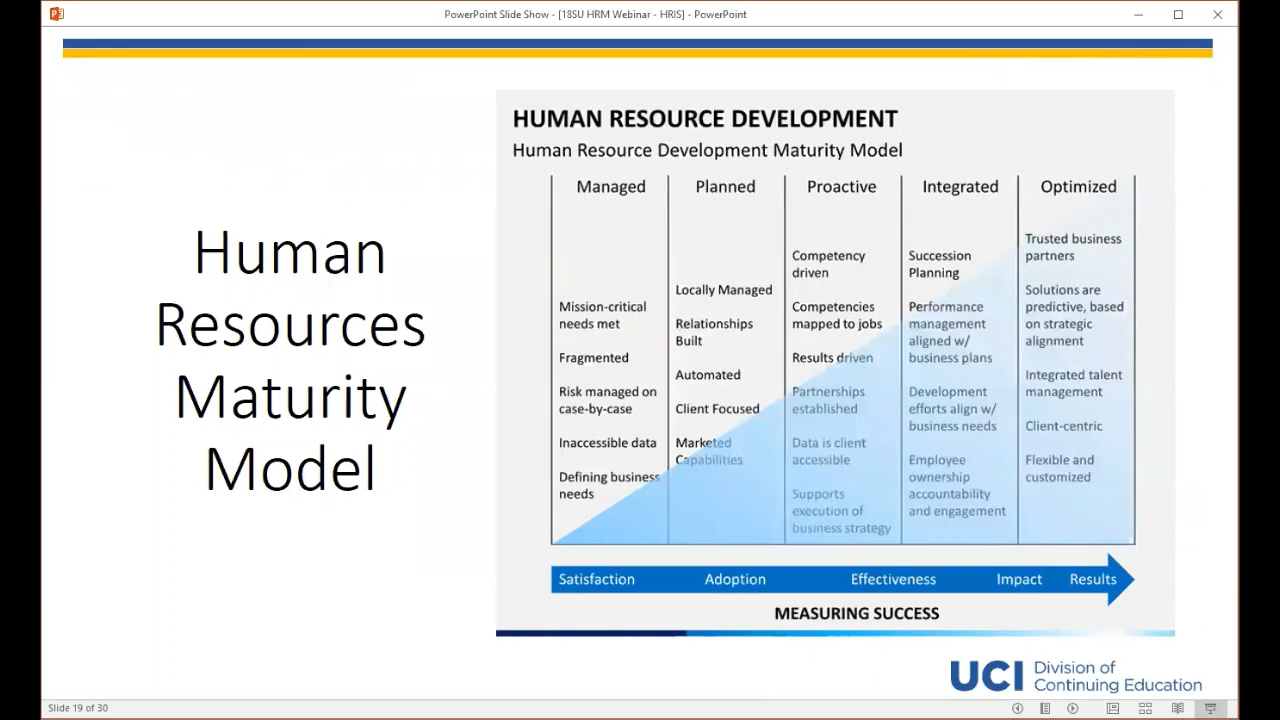 PowerPoint Slide Show - [18SU HRM Webinar - HRIS] - PowerPoint
Human
Resources
Maturity
Model
HUMAN RESOURCE DEVELOPMENT
Human Resource Development Maturity Model
Managed
Mission-critical
needs met
Fragmented
Risk managed on
case-by-case
Inaccessible data
Defining business
needs
Planned
Locally Managed
Relationships
Built
Automated
Client Focused
Marketed
Capabilities
Proactive
Competency
driven
Competencies
mapped to jobs
Results driven
Partnerships
established
Data is client
accessible
Supports
execution of
business strategy
Integrated
Succession
Planning
Performance
management
aligned w/
business plans
Development
efforts align w/
business needs
Employee
ownership
accountability
and engagement
Optimized
Trusted business
partners
Solutions are
predictive, based
on strategic
alignment
Integrated talent
management
Client-centric
Flexible and
customized
Satisfaction Adoption Effectiveness Impact Results
MEASURING SUCCESS
UCI Division of
Continuing Education
Slide 19 of 30